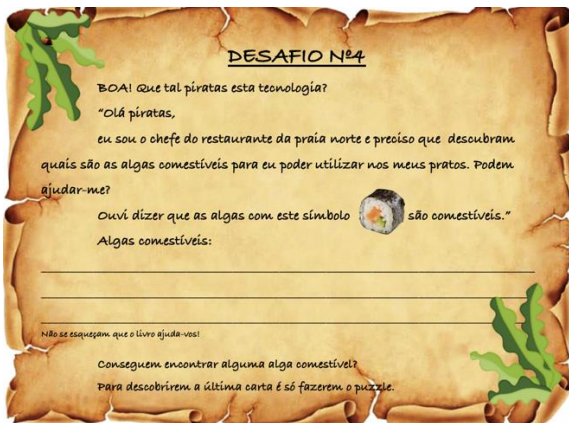 DESAFIO Nº4
BOA! Que tal piratas esta tecnologia?
“Olá piratas,
eu sou o chefe do restaurante da praia norte e preciso que descubram
quais são as algas comestíveis para eu poder utilizar nos meus pratos. Podem
ajudar-me?
Ouvi dizer que as algas com este símbolo são comestíveis.”
Algas comestíveis:
Não se esqueçam que o livro ajuda-vos!
Conseguem encontrar alguma alga comestível?
Para descobrirem a última carta é só fazerem o puzzle.